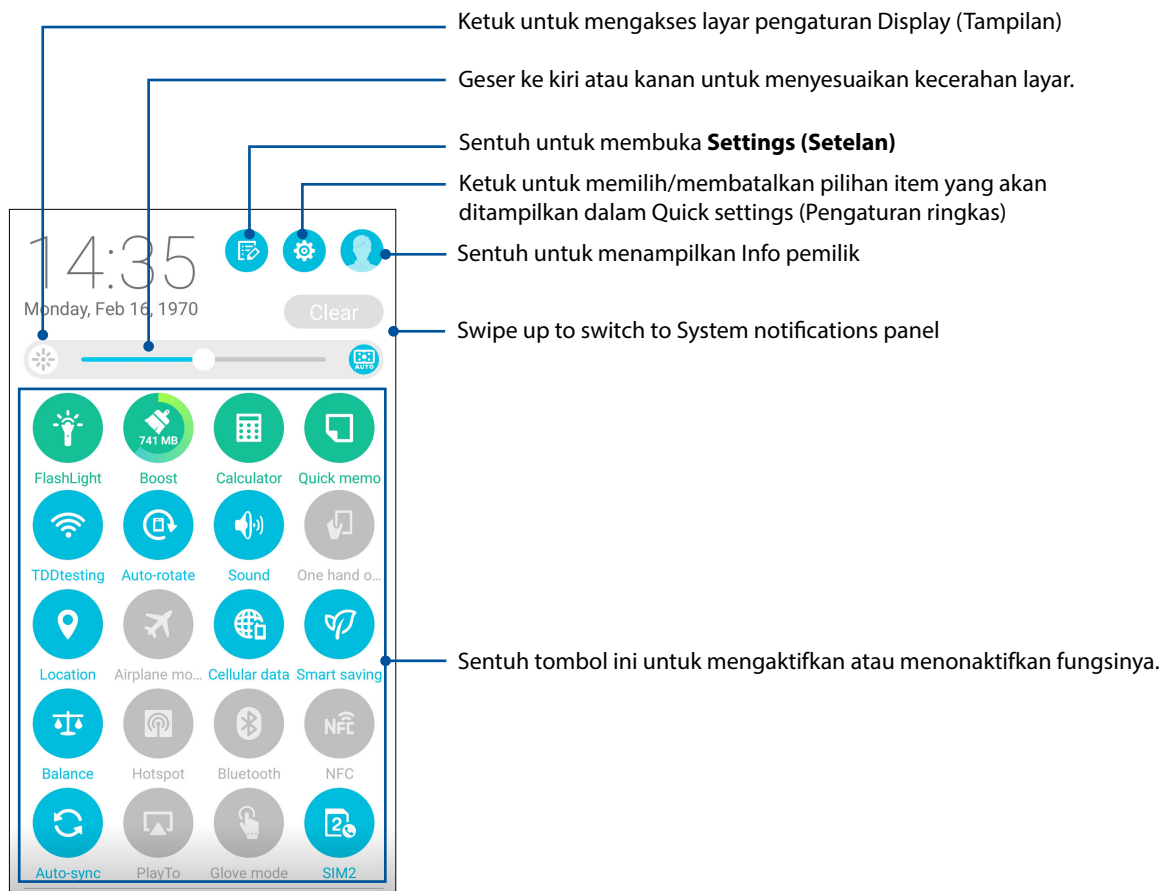 Ketuk untuk mengakses layar pengaturan Display (Tampilan)
Geser ke kiri atau kanan untuk menyesuaikan kecerahan layar.
Sentuh untuk membuka Settings (Setelan)
Ketuk untuk memilih/membatalkan pilihan item yang akan
ditampilkan dalam Quick settings (Pengaturan ringkas)
Sentuh untuk menampilkan Info pemilik
Swipe up to switch to System notifications panel
Sentuh tombol ini untuk mengaktifkan atau menonaktifkan fungsinya.
14:35
Monday, Feb 16, 1970
Clear
AUTO
741 MB
FlashLight Boost Calculator Quick memo
TDDtesting Auto-rotate Sound One hand o...
Location Airplane mo... Cellular data Smart saving
NFC
Balance Hotspot Bluetooth NFC
2
Auto-sync PlayTo Glove mode SIM2